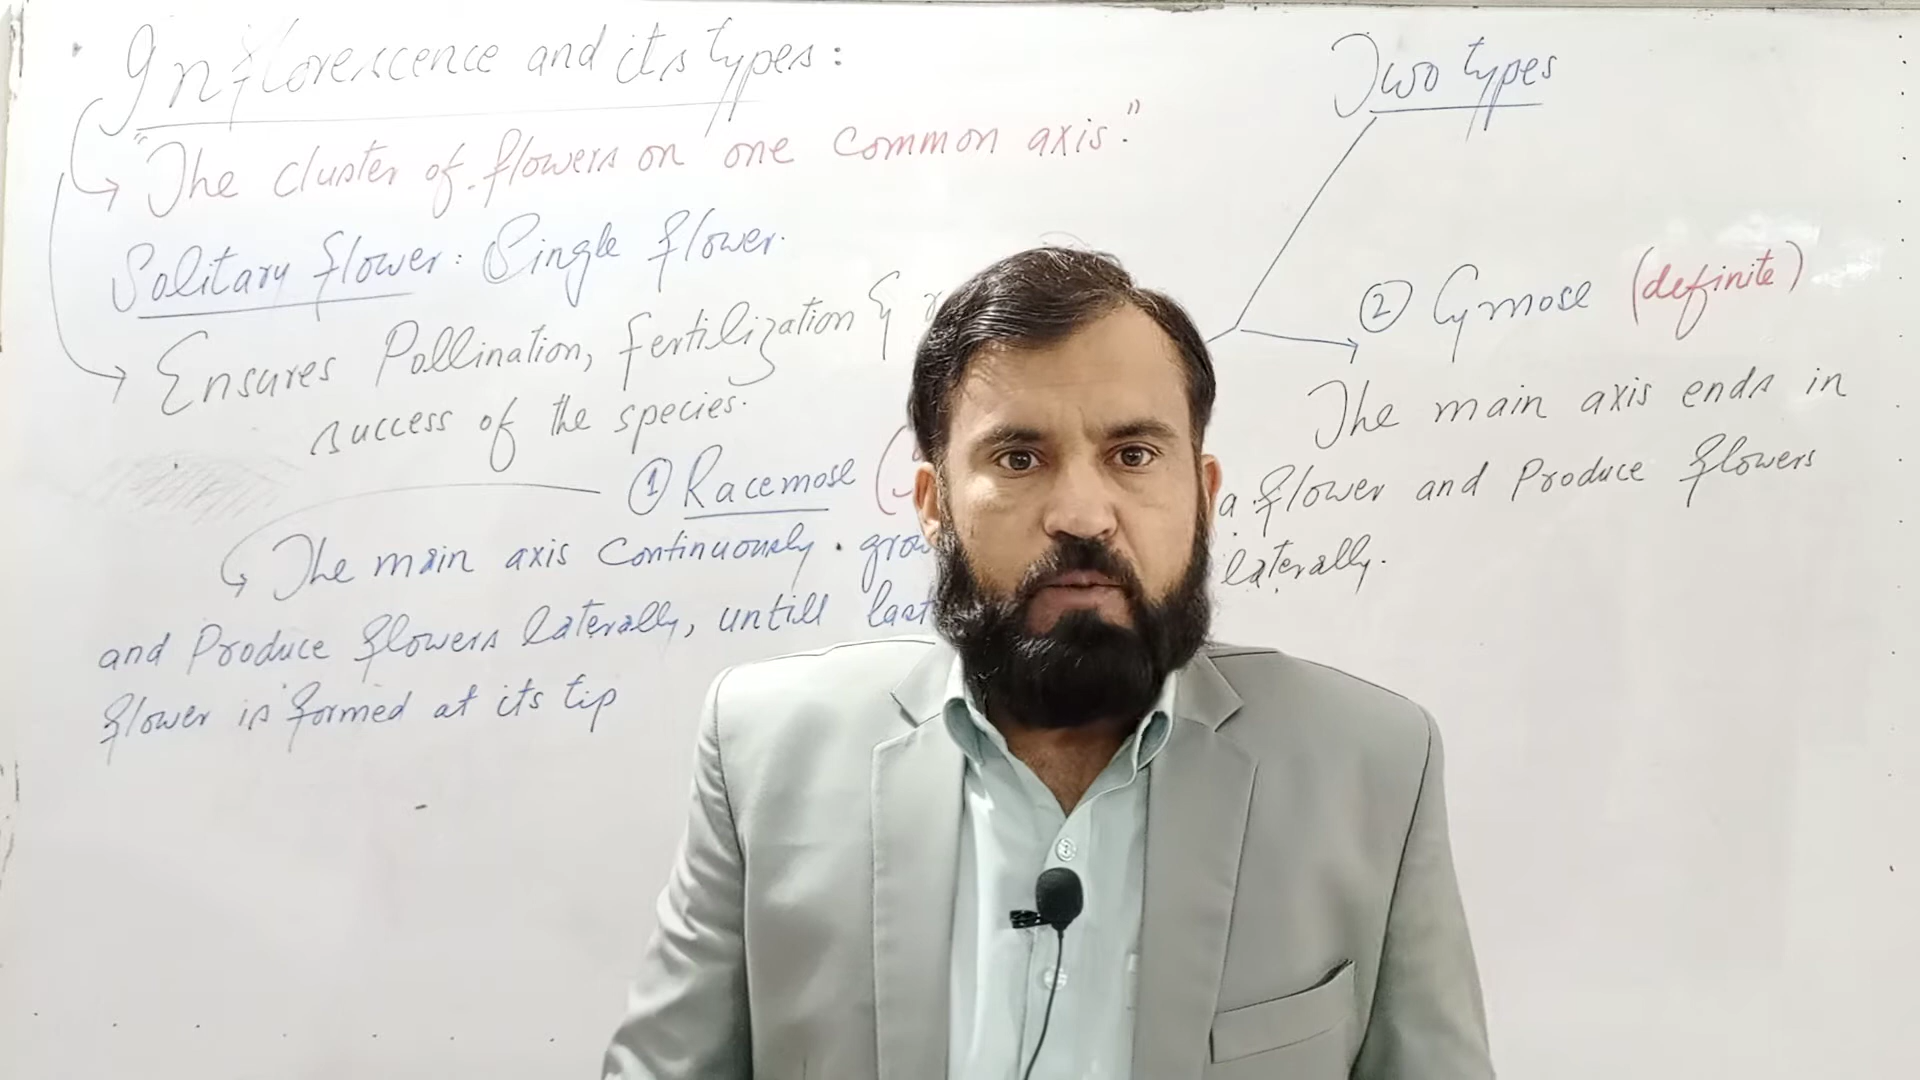 Inflorescence and its types:
"The cluster of flowers on one common axis."
Solitary flower: Single flower.
Ensures Pollination, fertilization &
success of the species.
① Racemose (
The main axis continuously grow
and Produce flowers laterally, untill last
flower is formed at its tip
Two types
② Cymose (definite)
The main axis ends in
a flower and Produce flowers
laterally.